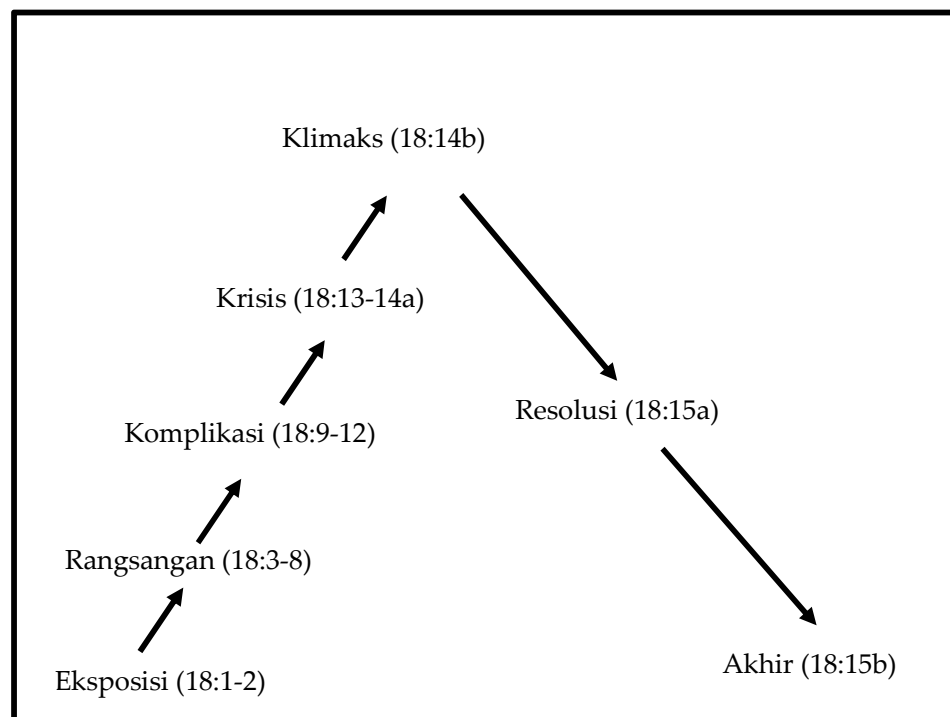 Klimaks (18:14b)
Krisis (18:13-14a)
Resolusi (18:15a)
Komplikasi (18:9-12)
Rangsangan (18:3-8)
Akhir (18:15b)
Eksposisi (18:1-2)